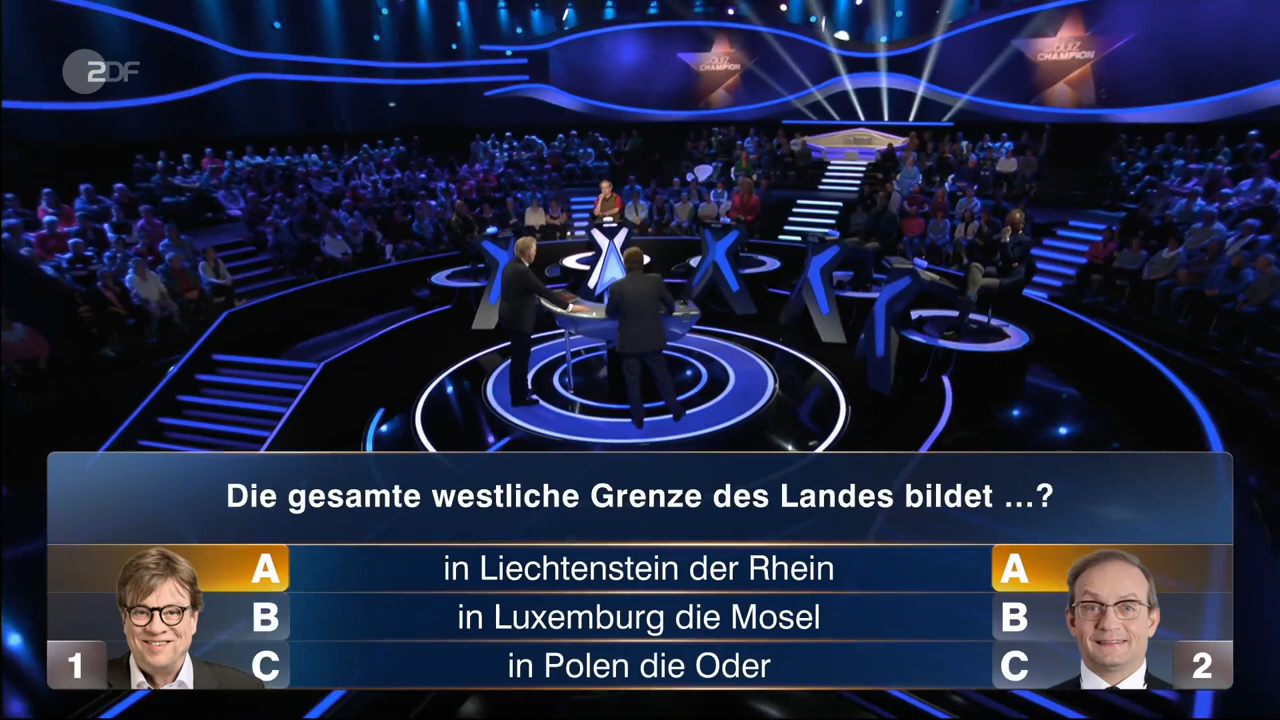 ZDF
QUIZ
CHAMPION
QUIZ
CHAMPION
Die gesamte westliche Grenze des Landes bildet ...?
A in Liechtenstein der Rhein A
B in Luxemburg die Mosel B
1 C in Polen die Oder C 2